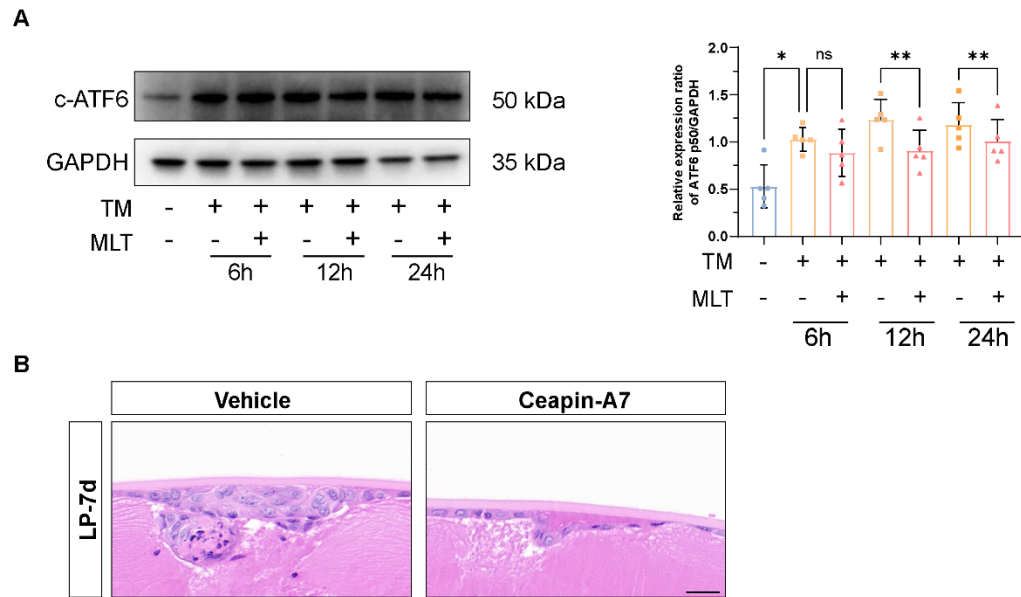 A
c-ATF6
50 kDa
GAPDH
35 kDa
- + + + + + + TM
- - + - + - + MLT
6h 12h 24h
Relative expression ratio
of ATF6 p50/GAPDH
2.0
1.5
1.0
0.5
0.0
* ns ** **
TM - + + + + + +
MLT - - + - + - +
6h 12h 24h
B
Vehicle
Ceapin-A7
LP-7d